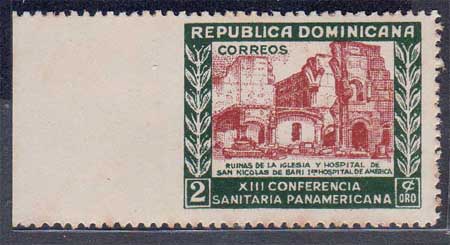 REPUBLICA DOMINICANA
CORREOS
RUINAS DE LA IGLESIA Y HOSPITAL DE
SAN NICOLAS DE BARI 1er HOSPITAL DE AMERICA
2 XIII CONFERENCIA ¢
SANITARIA PANAMERICANA ORO